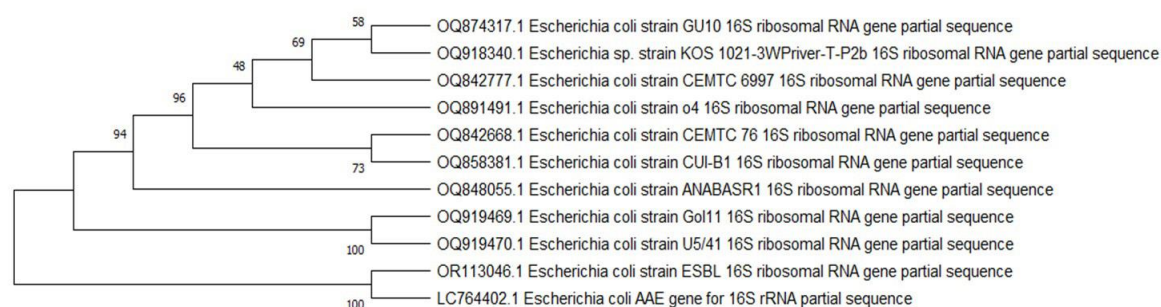 58
OQ874317.1 Escherichia coli strain GU10 16S ribosomal RNA gene partial sequence
69
OQ918340.1 Escherichia sp. strain KOS 1021-3WPriver-T-P2b 16S ribosomal RNA gene partial sequence
48
OQ842777.1 Escherichia coli strain CEMTC 6997 16S ribosomal RNA gene partial sequence
96
OQ891491.1 Escherichia coli strain o4 16S ribosomal RNA gene partial sequence
94
OQ842668.1 Escherichia coli strain CEMTC 76 16S ribosomal RNA gene partial sequence
73
OQ858381.1 Escherichia coli strain CUI-B1 16S ribosomal RNA gene partial sequence
OQ848055.1 Escherichia coli strain ANABASR1 16S ribosomal RNA gene partial sequence
OQ919469.1 Escherichia coli strain Gol11 16S ribosomal RNA gene partial sequence
100
OQ919470.1 Escherichia coli strain U5/41 16S ribosomal RNA gene partial sequence
OR113046.1 Escherichia coli strain ESBL 16S ribosomal RNA gene partial sequence
100
LC764402.1 Escherichia coli AAE gene for 16S rRNA partial sequence